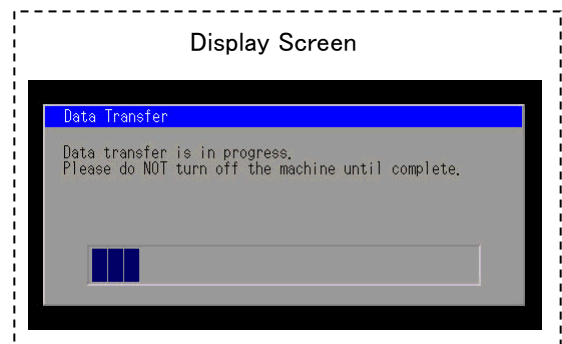 Display Screen
Data Transfer
Data transfer is in progress.
Please do NOT turn off the machine until complete.